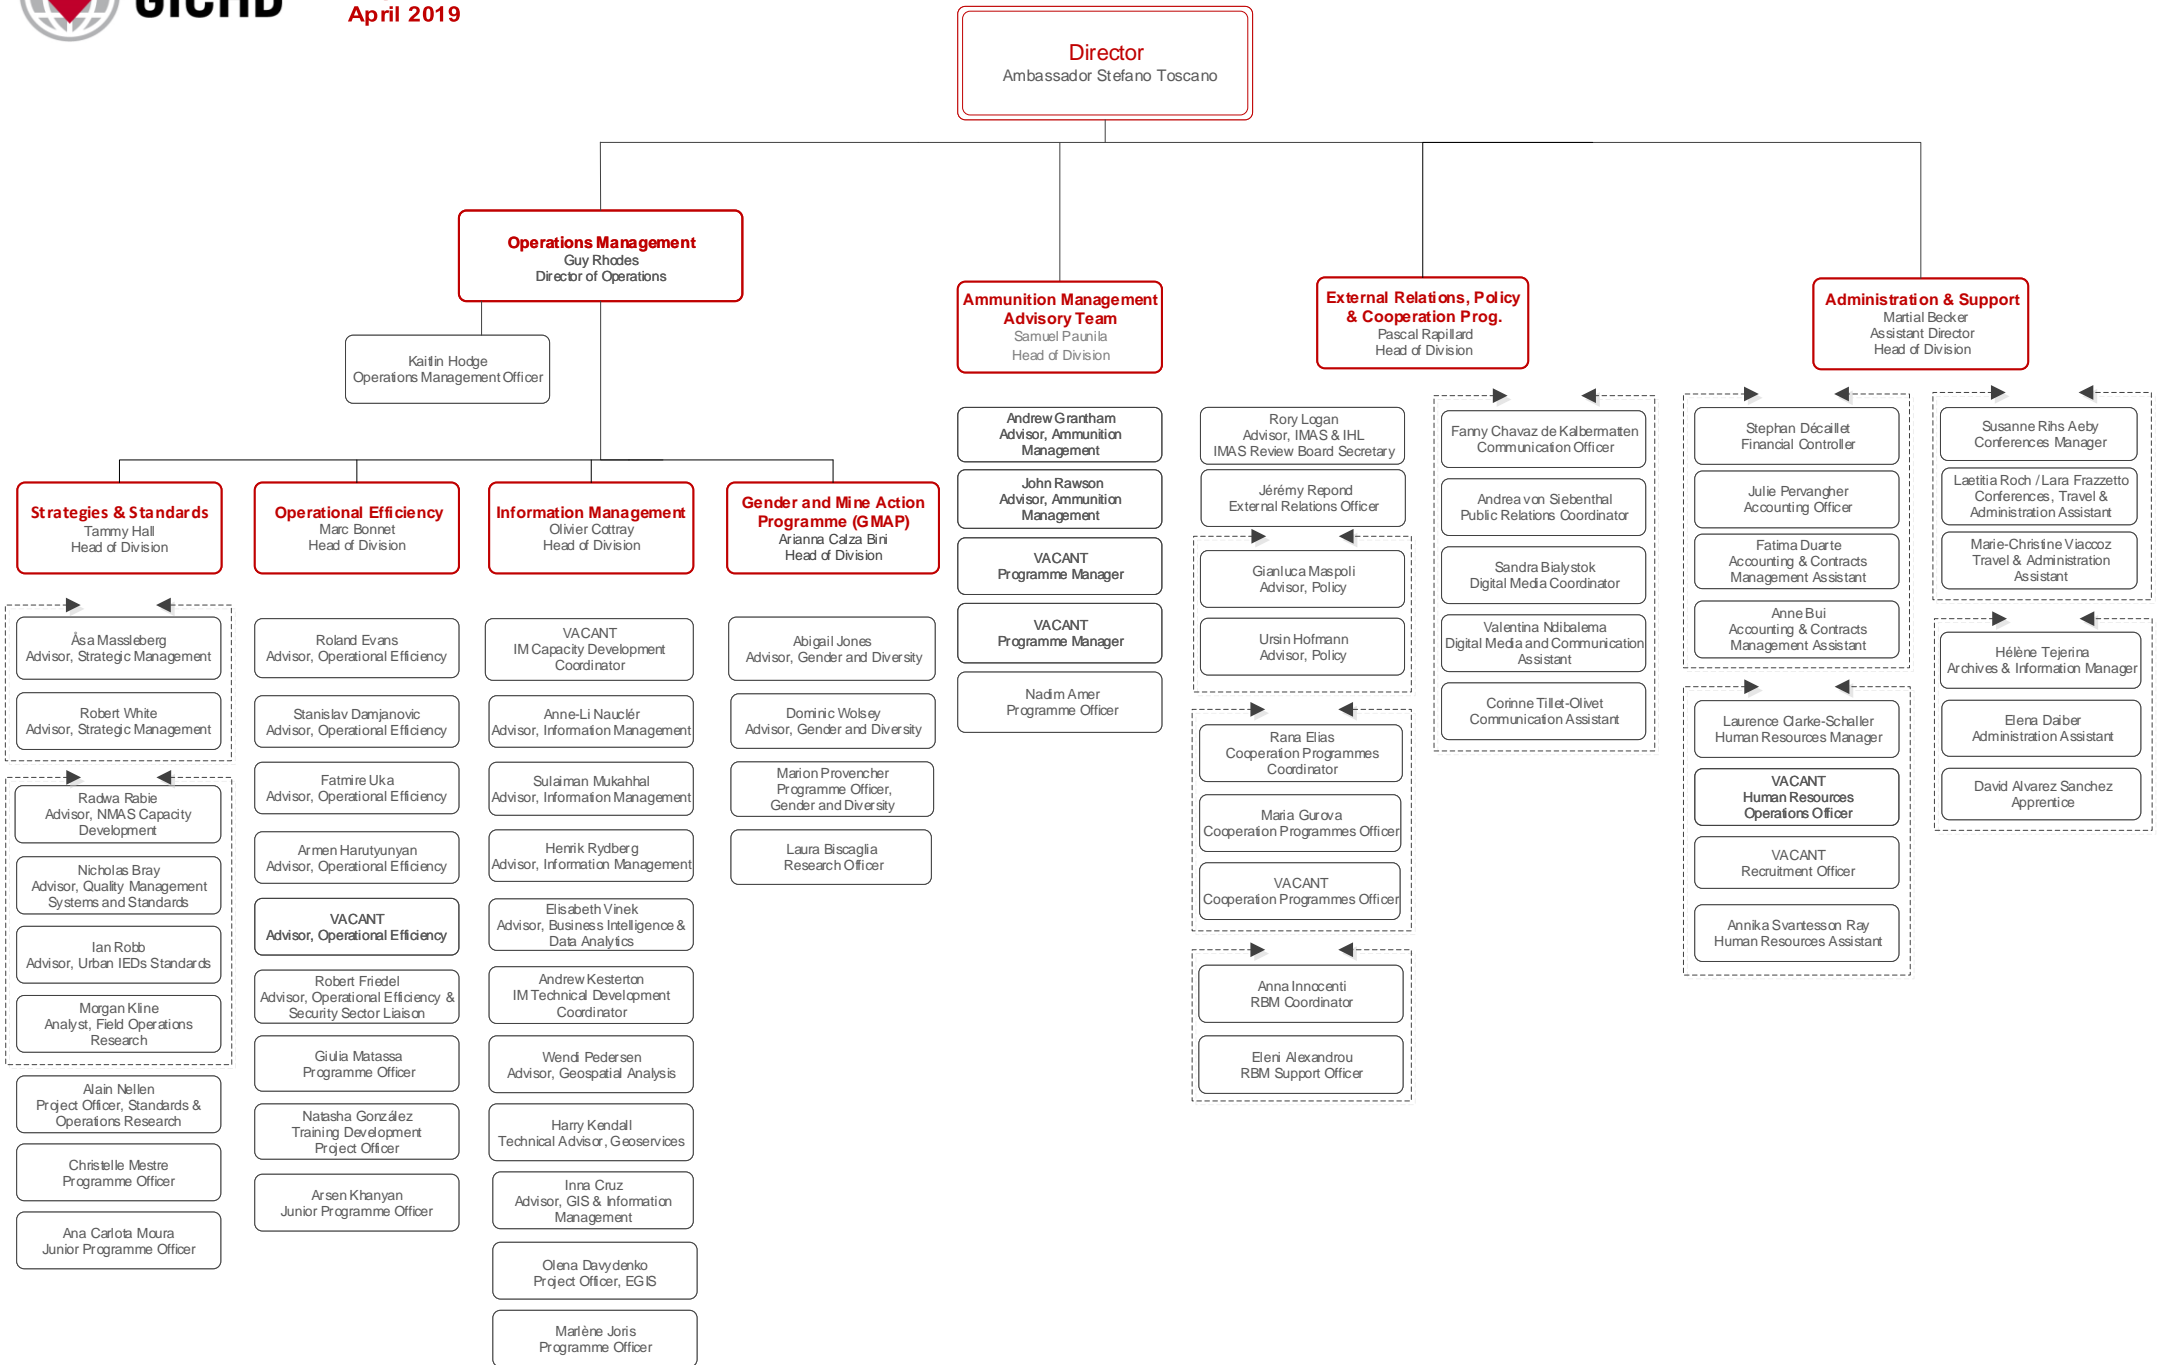 GICHD
April 2019
Director
Ambassador Stefano Toscano
Operations Management
Guy Rhodes
Director of Operations
Kaitlin Hodge
Operations Management Officer
Ammunition Management
Advisory Team
Samuel Paunila
Head of Division
External Relations, Policy
& Cooperation Prog.
Pascal Rapillard
Head of Division
Administration & Support
Martial Becker
Assistant Director
Head of Division
Strategies & Standards
Tammy Hall
Head of Division
Operational Efficiency
Marc Bonnet
Head of Division
Information Management
Olivier Cottray
Head of Division
Gender and Mine Action
Programme (GMAP)
Arianna Calza Bini
Head of Division
Åsa Massleberg
Advisor, Strategic Management
Robert White
Advisor, Strategic Management
Radwa Rabie
Advisor, NMAS Capacity
Development
Nicholas Bray
Advisor, Quality Management
Systems and Standards
Ian Robb
Advisor, Urban IEDs Standards
Morgan Kline
Analyst, Field Operations
Research
Alain Nellen
Project Officer, Standards &
Operations Research
Christelle Mestre
Programme Officer
Ana Carlota Moura
Junior Programme Officer
Roland Evans
Advisor, Operational Efficiency
Stanislav Damjanovic
Advisor, Operational Efficiency
Fatmire Uka
Advisor, Operational Efficiency
Armen Harutyunyan
Advisor, Operational Efficiency
VACANT
Advisor, Operational Efficiency
Robert Friedel
Advisor, Operational Efficiency &
Security Sector Liaison
Giulia Matassa
Programme Officer
Natasha González
Training Development
Project Officer
Arsen Khanyan
Junior Programme Officer
VACANT
IM Capacity Development
Coordinator
Anne-Li Nauclér
Advisor, Information Management
Sulaiman Mukahhal
Advisor, Information Management
Henrik Rydberg
Advisor, Information Management
Elisabeth Vinek
Advisor, Business Intelligence &
Data Analytics
Andrew Kesterton
IM Technical Development
Coordinator
Wendi Pedersen
Advisor, Geospatial Analysis
Harry Kendall
Technical Advisor, Geoservices
Inna Cruz
Advisor, GIS & Information
Management
Olena Davydenko
Project Officer, EGIS
Marlène Joris
Programme Officer
Abigail Jones
Advisor, Gender and Diversity
Dominic Wolsey
Advisor, Gender and Diversity
Marion Provencher
Programme Officer,
Gender and Diversity
Laura Biscaglia
Research Officer
Andrew Grantham
Advisor, Ammunition
Management
John Rawson
Advisor, Ammunition
Management
VACANT
Programme Manager
VACANT
Programme Manager
Nadim Amer
Programme Officer
Rory Logan
Advisor, IMAS & IHL
IMAS Review Board Secretary
Jérémy Repond
External Relations Officer
Gianluca Maspoli
Advisor, Policy
Ursin Hofmann
Advisor, Policy
Rana Elias
Cooperation Programmes
Coordinator
Maria Gurova
Cooperation Programmes Officer
VACANT
Cooperation Programmes Officer
Anna Innocenti
RBM Coordinator
Eleni Alexandrou
RBM Support Officer
Fanny Chavaz de Kalbermatten
Communication Officer
Andrea von Siebenthal
Public Relations Coordinator
Sandra Bialystok
Digital Media Coordinator
Valentina Ndibalema
Digital Media and Communication
Assistant
Corinne Tillet-Olivet
Communication Assistant
Stephan Décaillet
Financial Controller
Julie Pervangher
Accounting Officer
Fatima Duarte
Accounting & Contracts
Management Assistant
Anne Bui
Accounting & Contracts
Management Assistant
Laurence Clarke-Schaller
Human Resources Manager
VACANT
Human Resources
Operations Officer
VACANT
Recruitment Officer
Annika Svantesson Ray
Human Resources Assistant
Susanne Rihs Aeby
Conferences Manager
Laetitia Roch / Lara Frazzetto
Conferences, Travel &
Administration Assistant
Marie-Christine Viaccoz
Travel & Administration
Assistant
Hélène Tejerina
Archives & Information Manager
Elena Daiber
Administration Assistant
David Alvarez Sanchez
Apprentice